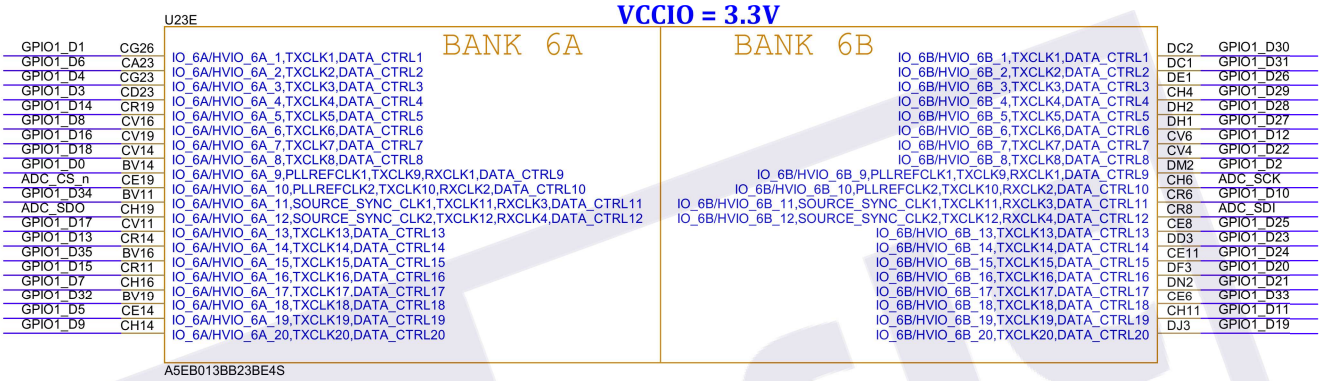 VCCIO = 3.3V
U23E
BANK 6A BANK 6B
GPIO1_D1 CG26 IO_6A/HVIO_6A_1,TXCLK1,DATA_CTRL1
GPIO1_D6 CA23 IO_6A/HVIO_6A_2,TXCLK2,DATA_CTRL2
GPIO1_D4 CG23 IO_6A/HVIO_6A_3,TXCLK3,DATA_CTRL3
GPIO1_D3 CD23 IO_6A/HVIO_6A_4,TXCLK4,DATA_CTRL4
GPIO1_D14 CR19 IO_6A/HVIO_6A_5,TXCLK5,DATA_CTRL5
GPIO1_D8 CV16 IO_6A/HVIO_6A_6,TXCLK6,DATA_CTRL6
GPIO1_D16 CV19 IO_6A/HVIO_6A_7,TXCLK7,DATA_CTRL7
GPIO1_D18 CV14 IO_6A/HVIO_6A_8,TXCLK8,DATA_CTRL8
GPIO1_D0 BV14 IO_6A/HVIO_6A_9,PLLREFCLK1,TXCLK9,RXCLK1,DATA_CTRL9
ADC_CS_n CE19 IO_6A/HVIO_6A_10,PLLREFCLK2,TXCLK10,RXCLK2,DATA_CTRL10
GPIO1_D34 BV11 IO_6A/HVIO_6A_11,SOURCE_SYNC_CLK1,TXCLK11,RXCLK3,DATA_CTRL11
ADC_SDO CH19 IO_6A/HVIO_6A_12,SOURCE_SYNC_CLK2,TXCLK12,RXCLK4,DATA_CTRL12
GPIO1_D17 CV11 IO_6A/HVIO_6A_13,TXCLK13,DATA_CTRL13
GPIO1_D13 CR14 IO_6A/HVIO_6A_14,TXCLK14,DATA_CTRL14
GPIO1_D35 BV16 IO_6A/HVIO_6A_15,TXCLK15,DATA_CTRL15
GPIO1_D15 CR11 IO_6A/HVIO_6A_16,TXCLK16,DATA_CTRL16
GPIO1_D7 CH16 IO_6A/HVIO_6A_17,TXCLK17,DATA_CTRL17
GPIO1_D32 BV19 IO_6A/HVIO_6A_18,TXCLK18,DATA_CTRL18
GPIO1_D5 CE14 IO_6A/HVIO_6A_19,TXCLK19,DATA_CTRL19
GPIO1_D9 CH14 IO_6A/HVIO_6A_20,TXCLK20,DATA_CTRL20
IO_6B/HVIO_6B_1,TXCLK1,DATA_CTRL1 DC2 GPIO1_D30
IO_6B/HVIO_6B_2,TXCLK2,DATA_CTRL2 DC1 GPIO1_D31
IO_6B/HVIO_6B_3,TXCLK3,DATA_CTRL3 DE1 GPIO1_D26
IO_6B/HVIO_6B_4,TXCLK4,DATA_CTRL4 CH4 GPIO1_D29
IO_6B/HVIO_6B_5,TXCLK5,DATA_CTRL5 DH2 GPIO1_D28
IO_6B/HVIO_6B_6,TXCLK6,DATA_CTRL6 DH1 GPIO1_D27
IO_6B/HVIO_6B_7,TXCLK7,DATA_CTRL7 CV6 GPIO1_D12
IO_6B/HVIO_6B_8,TXCLK8,DATA_CTRL8 CV4 GPIO1_D22
IO_6B/HVIO_6B_9,PLLREFCLK1,TXCLK9,RXCLK1,DATA_CTRL9 DM2 GPIO1_D2
IO_6B/HVIO_6B_10,PLLREFCLK2,TXCLK10,RXCLK2,DATA_CTRL10 CH6 ADC_SCK
IO_6B/HVIO_6B_11,SOURCE_SYNC_CLK1,TXCLK11,RXCLK3,DATA_CTRL11 CR6 GPIO1_D10
IO_6B/HVIO_6B_12,SOURCE_SYNC_CLK2,TXCLK12,RXCLK4,DATA_CTRL12 CR8 ADC_SDI
IO_6B/HVIO_6B_13,TXCLK13,DATA_CTRL13 CE8 GPIO1_D25
IO_6B/HVIO_6B_14,TXCLK14,DATA_CTRL14 DD3 GPIO1_D23
IO_6B/HVIO_6B_15,TXCLK15,DATA_CTRL15 CE11 GPIO1_D24
IO_6B/HVIO_6B_16,TXCLK16,DATA_CTRL16 DF3 GPIO1_D20
IO_6B/HVIO_6B_17,TXCLK17,DATA_CTRL17 DN2 GPIO1_D21
IO_6B/HVIO_6B_18,TXCLK18,DATA_CTRL18 CE6 GPIO1_D33
IO_6B/HVIO_6B_19,TXCLK19,DATA_CTRL19 CH11 GPIO1_D11
IO_6B/HVIO_6B_20,TXCLK20,DATA_CTRL20 DJ3 GPIO1_D19
A5EB013BB23BE4S